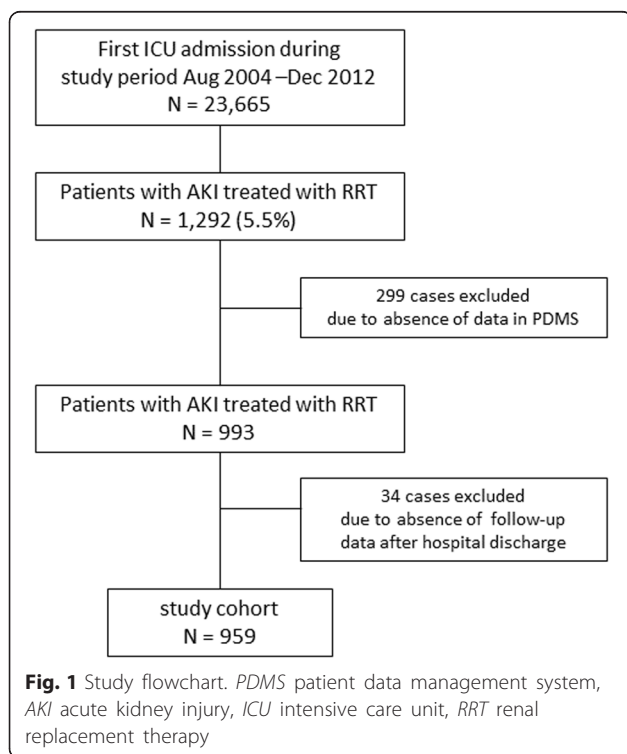 First ICU admission during
study period Aug 2004 –Dec 2012
N = 23,665
Patients with AKI treated with RRT
N = 1,292 (5.5%)
299 cases excluded
due to absence of data in PDMS
Patients with AKI treated with RRT
N = 993
34 cases excluded
due to absence of follow-up
data after hospital discharge
study cohort
N = 959
Fig. 1 Study flowchart. PDMS patient data management system,
AKI acute kidney injury, ICU intensive care unit, RRT renal
replacement therapy